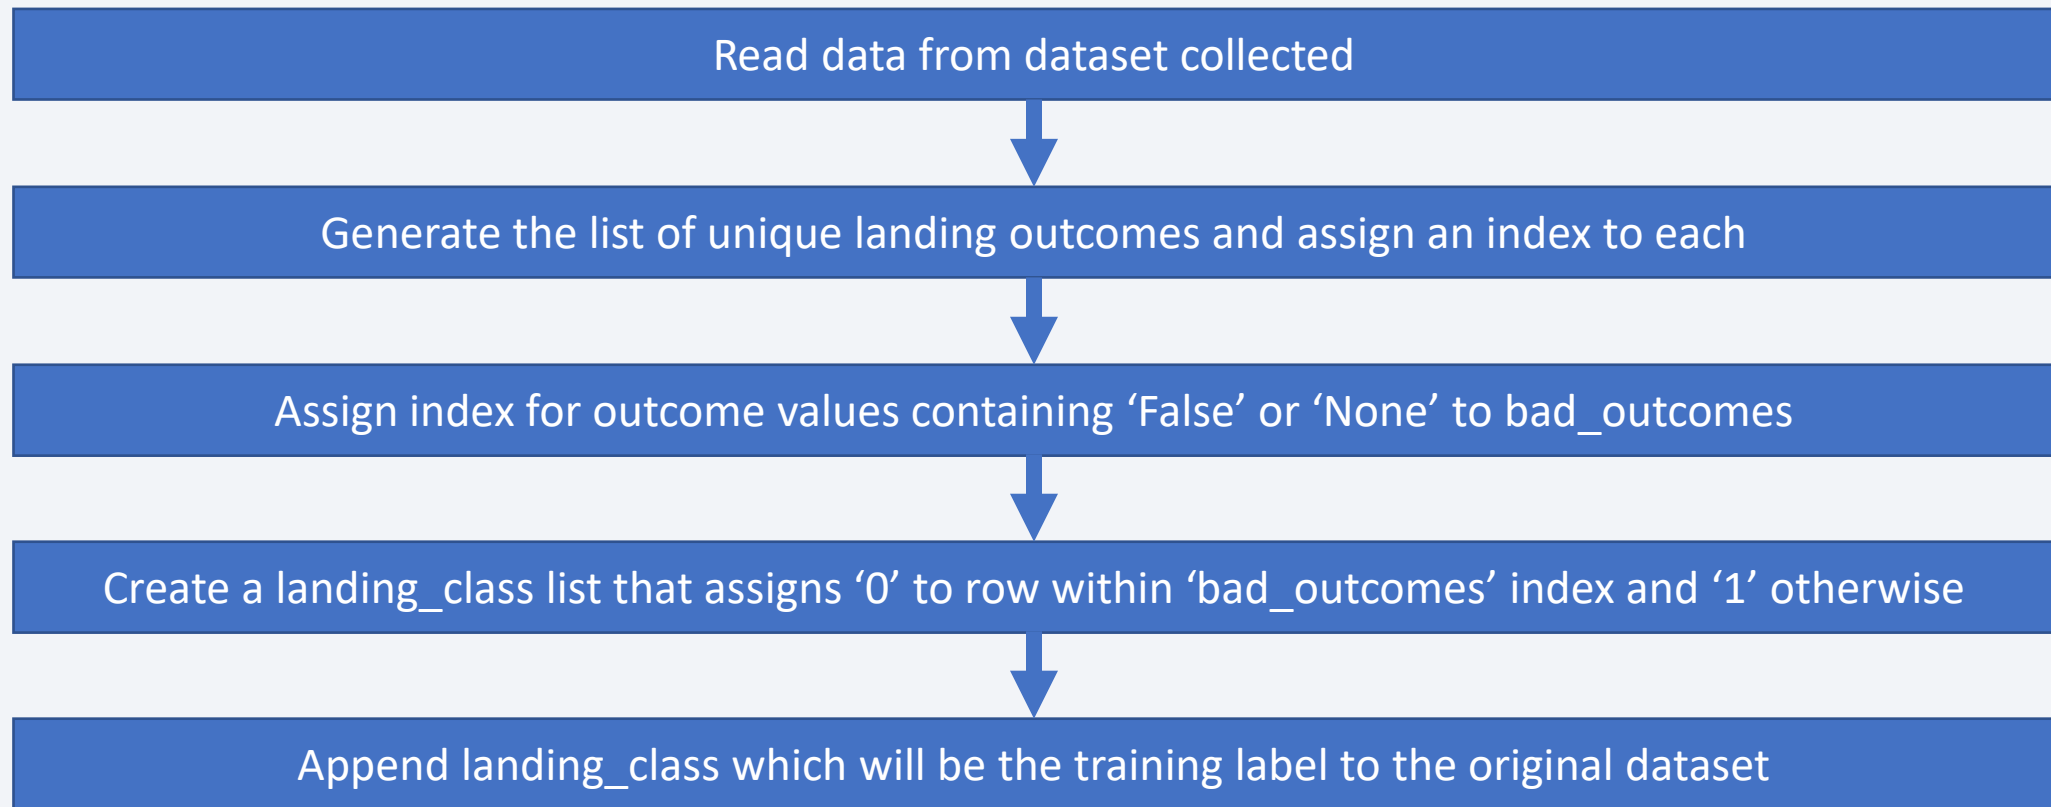 Read data from dataset collected
Generate the list of unique landing outcomes and assign an index to each
Assign index for outcome values containing ‘False’ or ‘None’ to bad_outcomes
Create a landing_class list that assigns ‘0’ to row within ‘bad_outcomes’ index and ‘1’ otherwise
Append landing_class which will be the training label to the original dataset